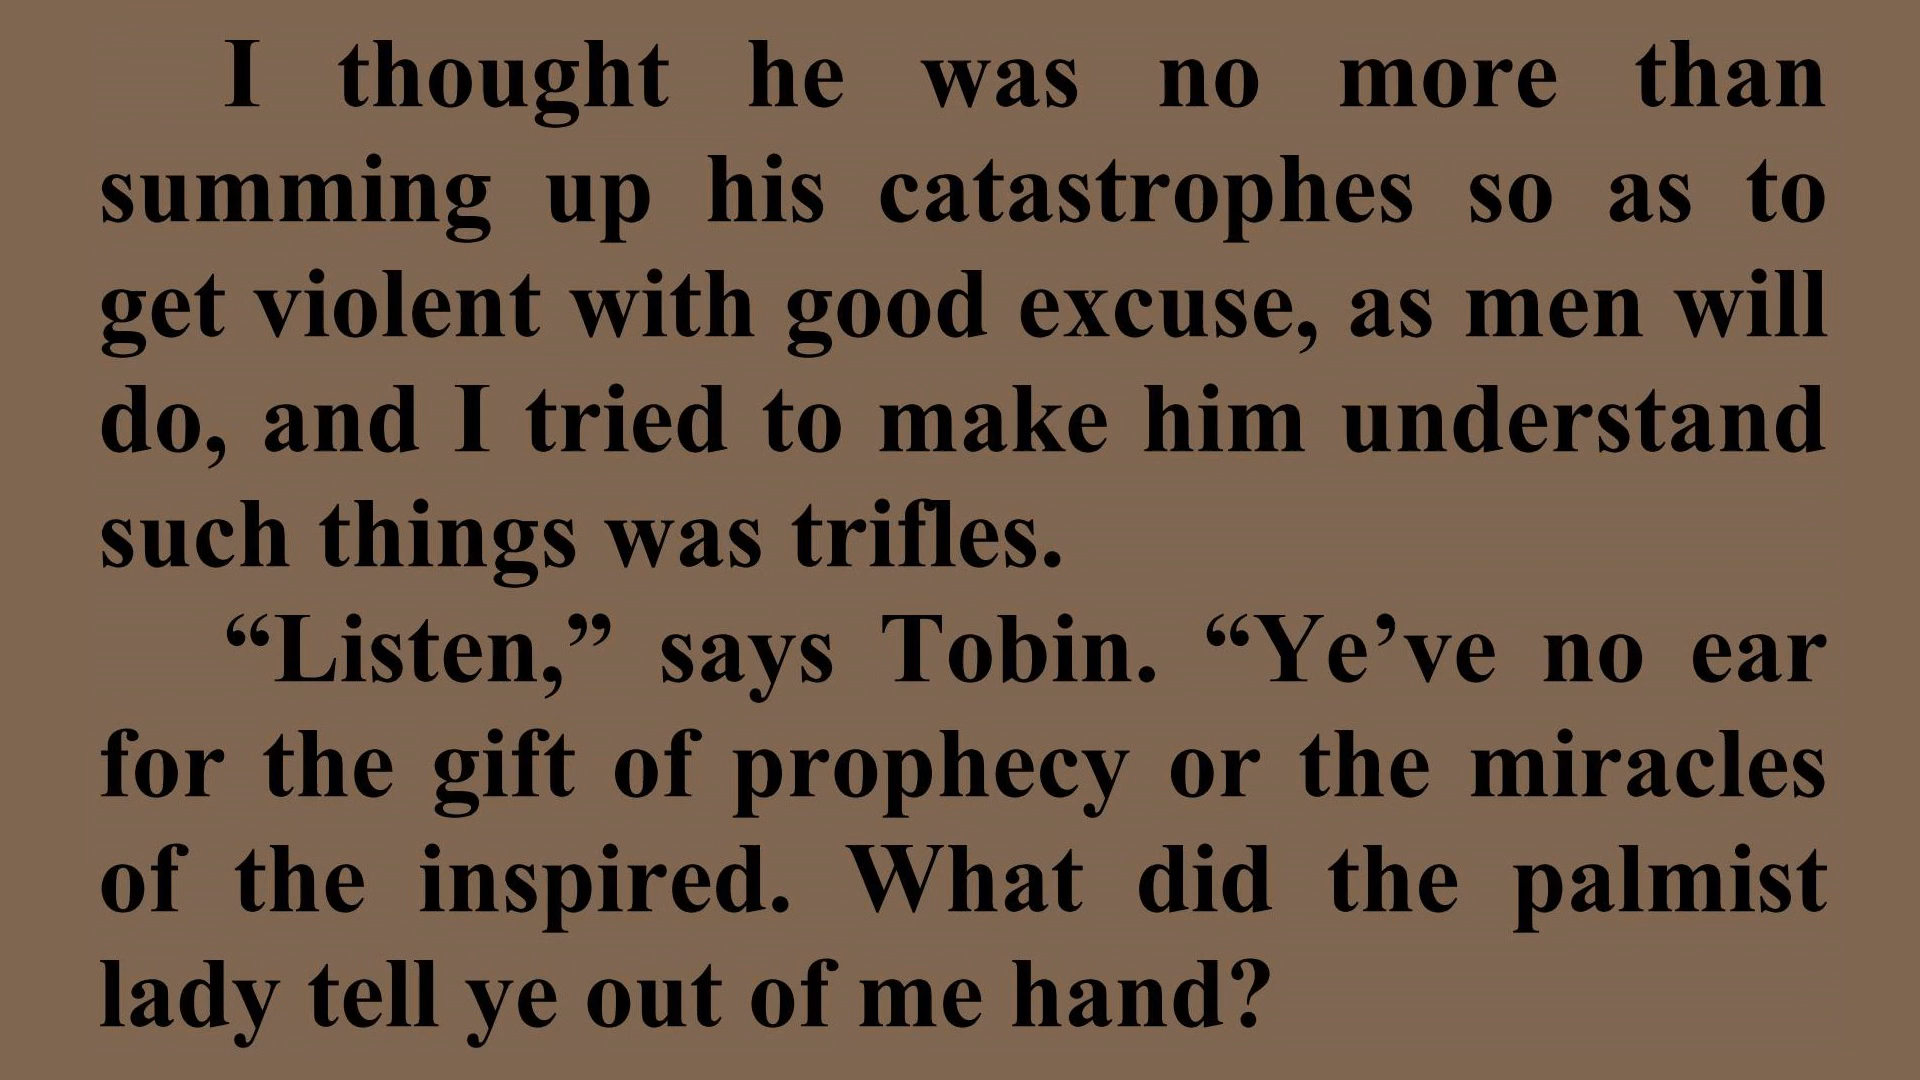 I thought he was no more than
summing up his catastrophes so as to
get violent with good excuse, as men will
do, and I tried to make him understand
such things was trifles.
“Listen,” says Tobin. “Ye’ve no ear
for the gift of prophecy or the miracles
of the inspired. What did the palmist
lady tell ye out of me hand?